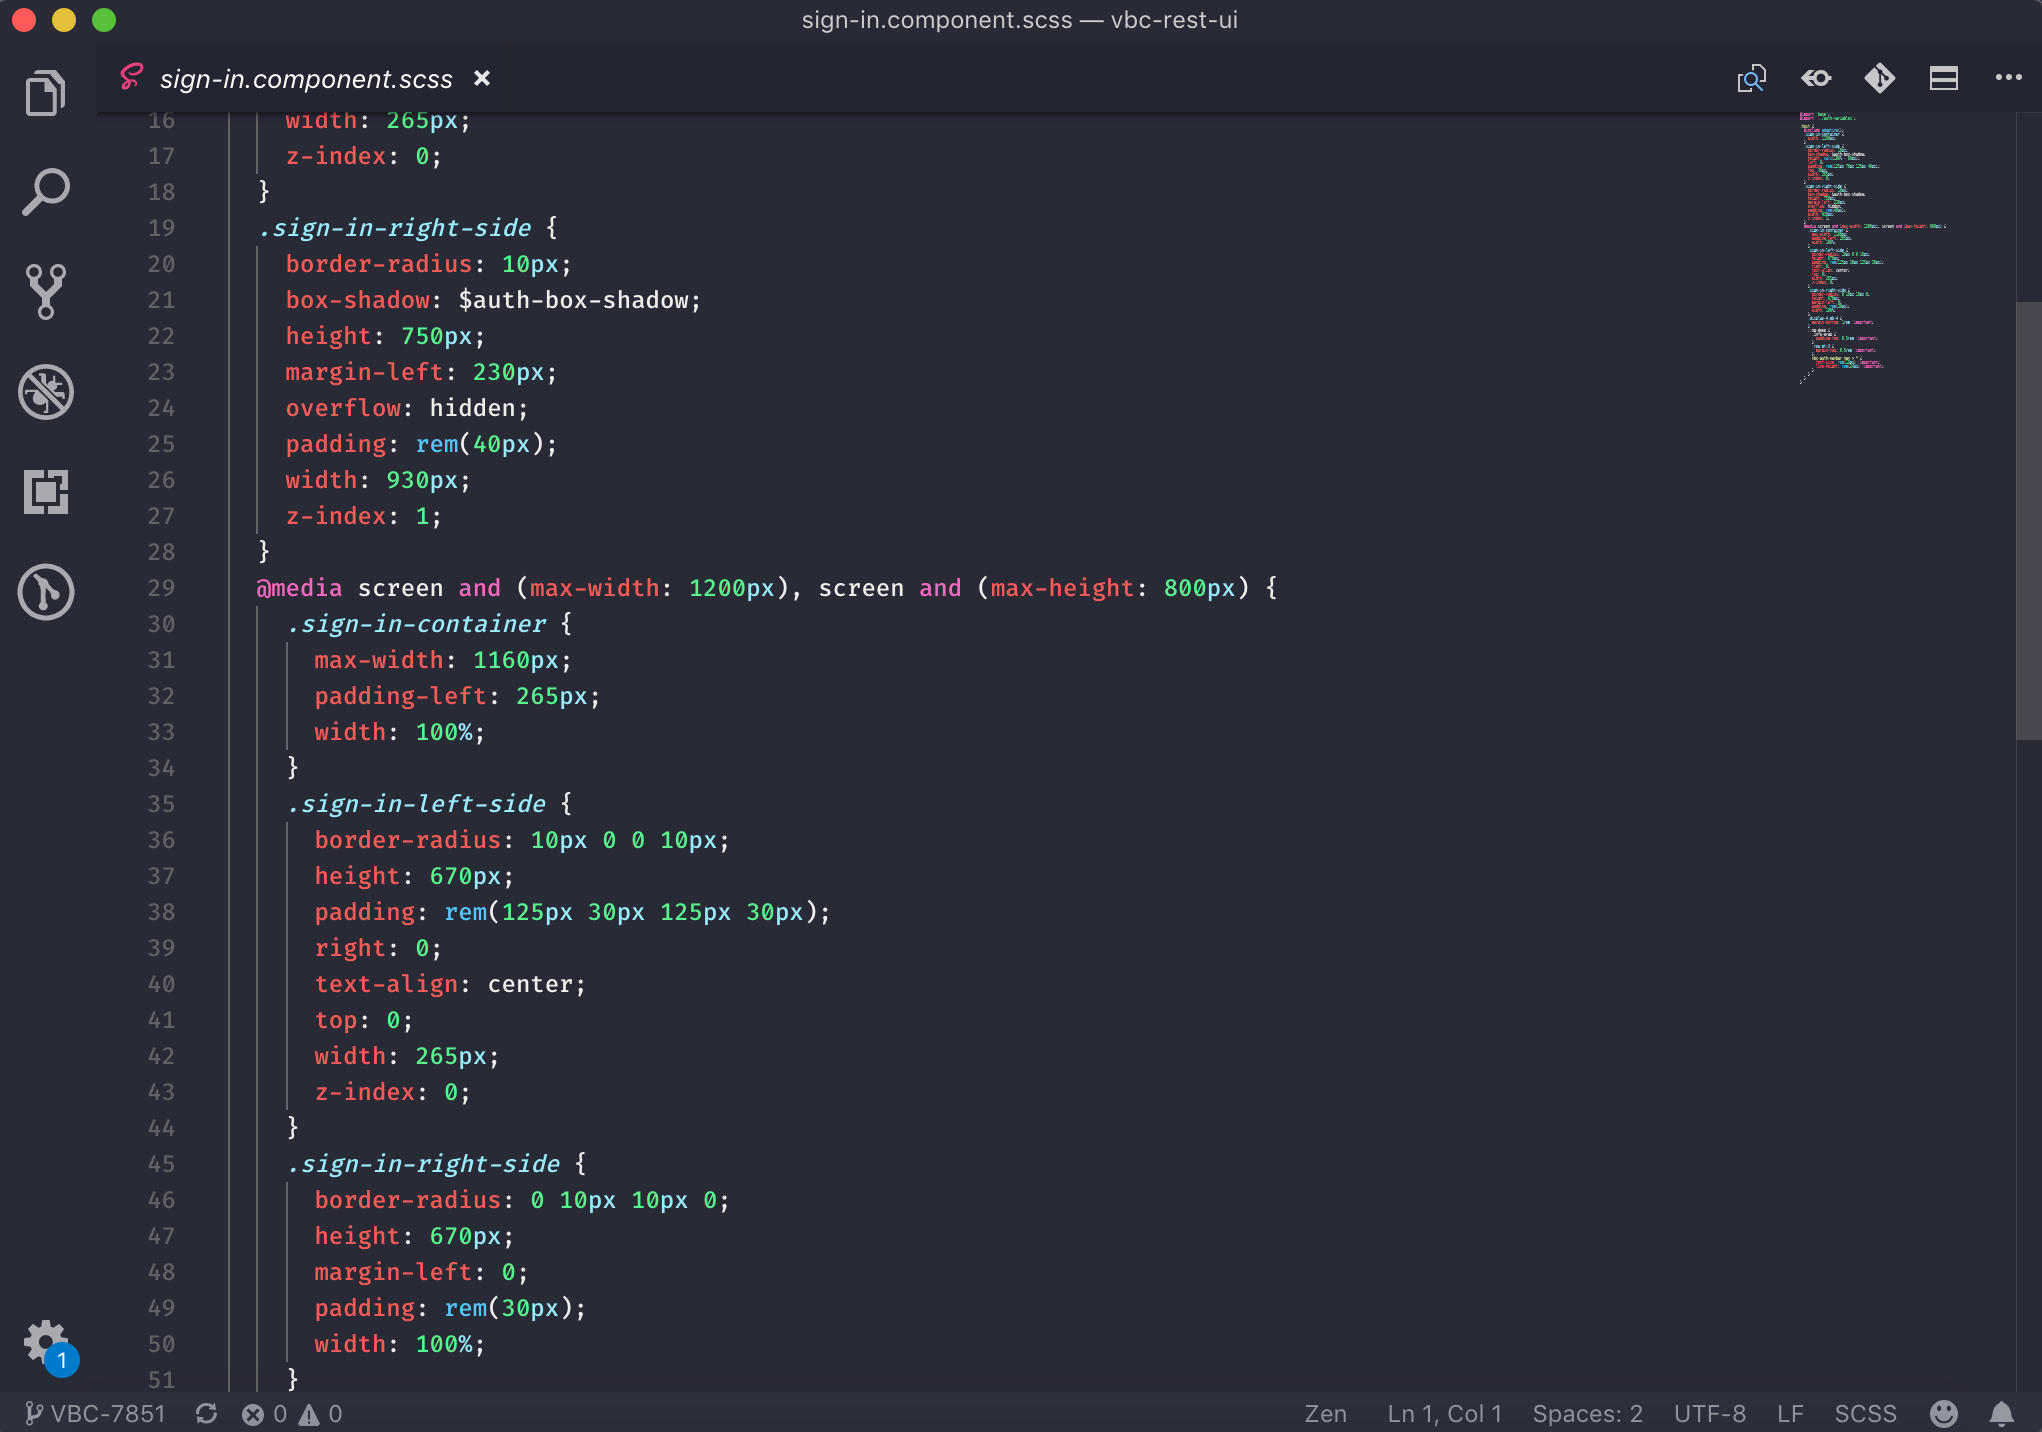 sign-in.component.scss — vbc-rest-ui
sign-in.component.scss
16 width: 265px;
17 z-index: 0;
18 }
19 .sign-in-right-side {
20 border-radius: 10px;
21 box-shadow: $auth-box-shadow;
22 height: 750px;
23 margin-left: 230px;
24 overflow: hidden;
25 padding: rem(40px);
26 width: 930px;
27 z-index: 1;
28 }
29 @media screen and (max-width: 1200px), screen and (max-height: 800px) {
30 .sign-in-container {
31 max-width: 1160px;
32 padding-left: 265px;
33 width: 100%;
34 }
35 .sign-in-left-side {
36 border-radius: 10px 0 0 10px;
37 height: 670px;
38 padding: rem(125px 30px 125px 30px);
39 right: 0;
40 text-align: center;
41 top: 0;
42 width: 265px;
43 z-index: 0;
44 }
45 .sign-in-right-side {
46 border-radius: 0 10px 10px 0;
47 height: 670px;
48 margin-left: 0;
49 padding: rem(30px);
50 width: 100%;
51 }
1
VBC-7851 0 0 Zen Ln 1, Col 1 Spaces: 2 UTF-8 LF SCSS